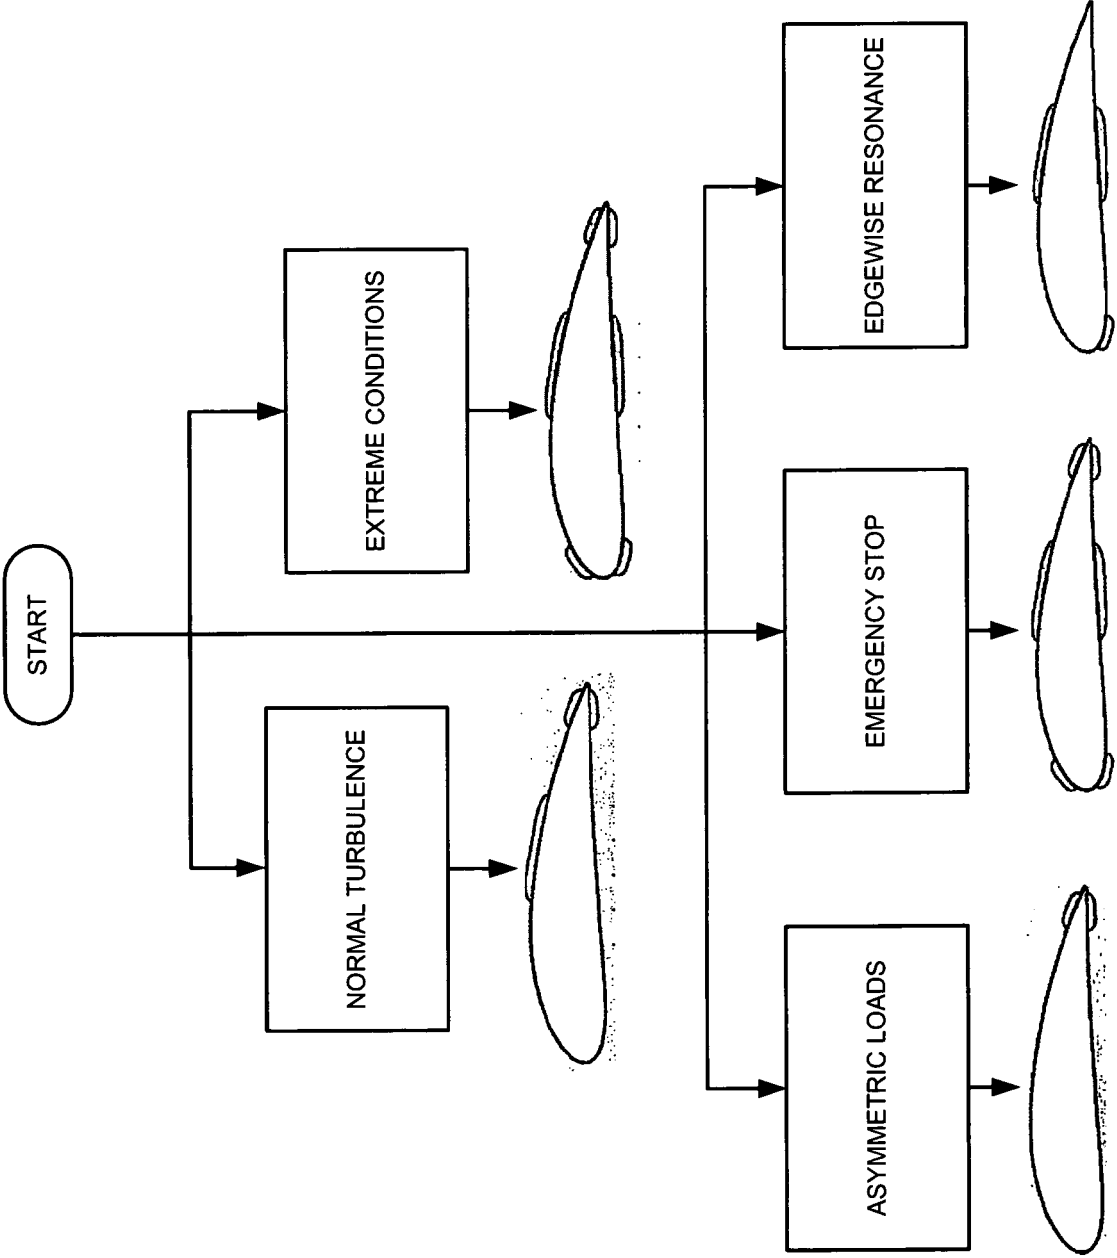 START
NORMAL TURBULENCE
EXTREME CONDITIONS
ASYMMETRIC LOADS
EMERGENCY STOP
EDGEWISE RESONANCE